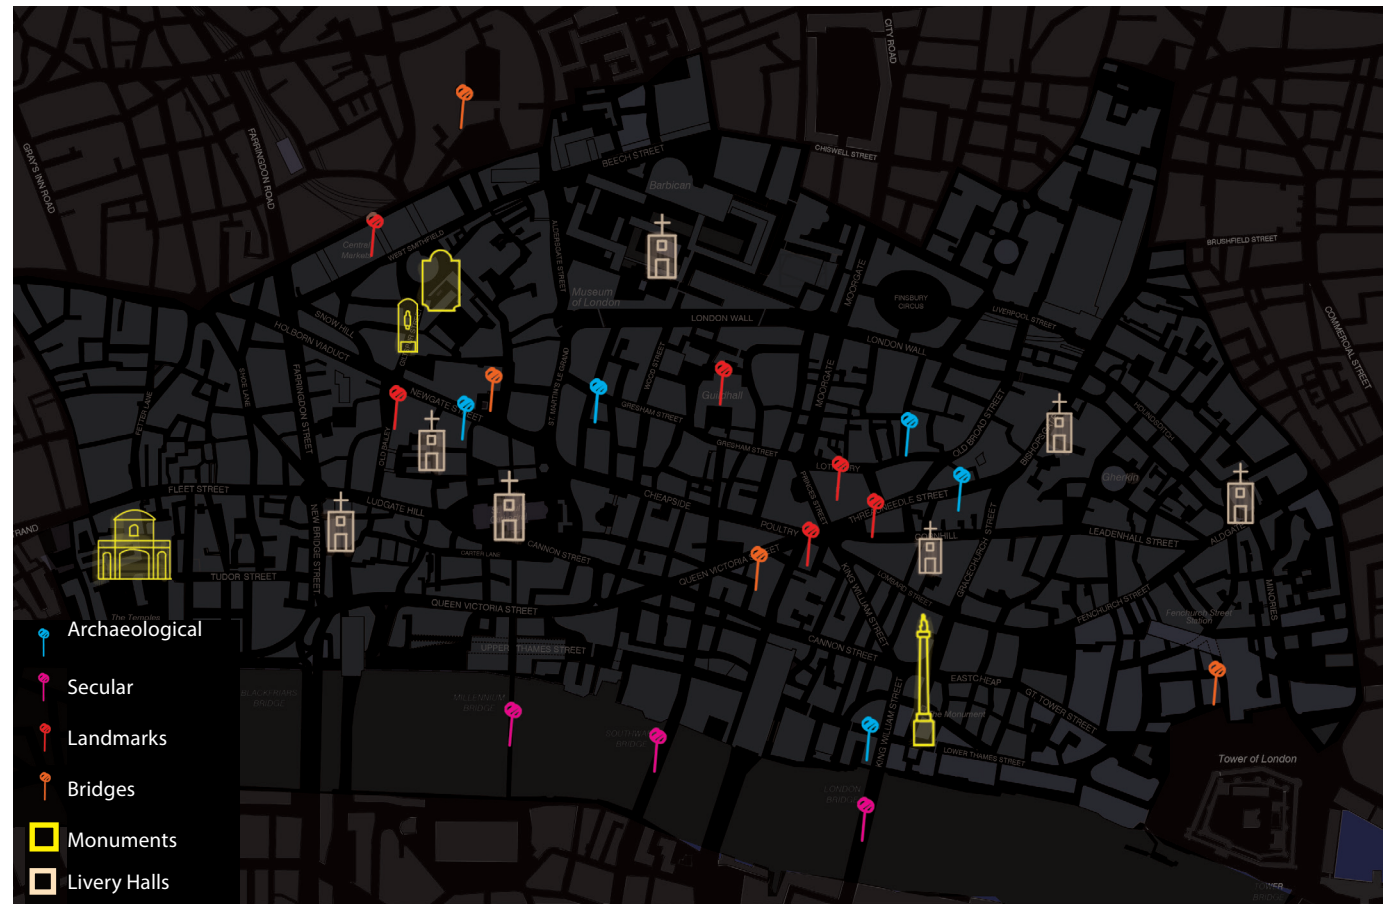 CITY ROAD
GRAY'S INN ROAD
FARRINGDON ROAD
CHISWELL STREET
BEECH STREET
Barbican
BRUSHFIELD STREET
ALDERSGATE STREET
Central
Markets
WEST SMITHFIELD
MOORGATE
Museum
of London
FINSBURY
CIRCUS
LIVERPOOL STREET
COMMERCIAL STREET
SNOW HILL
LONDON WALL
LONDON WALL
HOLBORN VIADUCT
SHOE LANE
FARRINGDON STREET
NEWGATE STREET
ST. MARTIN'S LE GRAND
WOOD STREET
Guildhall
MOORGATE
HOUNDSDITCH
FETTER LANE
OLD BAILEY
GRESHAM STREET
GRESHAM STREET
OLD BROAD STREET
Gherkin
FLEET STREET
LUDGATE HILL
CHEAPSIDE
PRINCES STREET
THREADNEEDLE STREET
STRAND
NEW BRIDGE STREET
POULTRY
CORNHILL
LEADENHALL STREET
ALDGATE
CARTER LANE
CANNON STREET
QUEEN VICTORIA STREET
LOMBARD STREET
GRACECHURCH STREET
TUDOR STREET
KING WILLIAM STREET
FENCHURCH STREET
MINORIES
QUEEN VICTORIA STREET
Fenchurch Street
Station
The Temples
UPPER THAMES STREET
CANNON STREET
EASTCHEAP
GT. TOWER STREET
BLACKFRIARS
BRIDGE
MILLENNIUM
BRIDGE
KING WILLIAM STREET
The Monument
LOWER THAMES STREET
Tower of London
LONDON
BRIDGE
TOWER
BRIDGE
Archaeological
Secular
Landmarks
Bridges
Monuments
Livery Halls